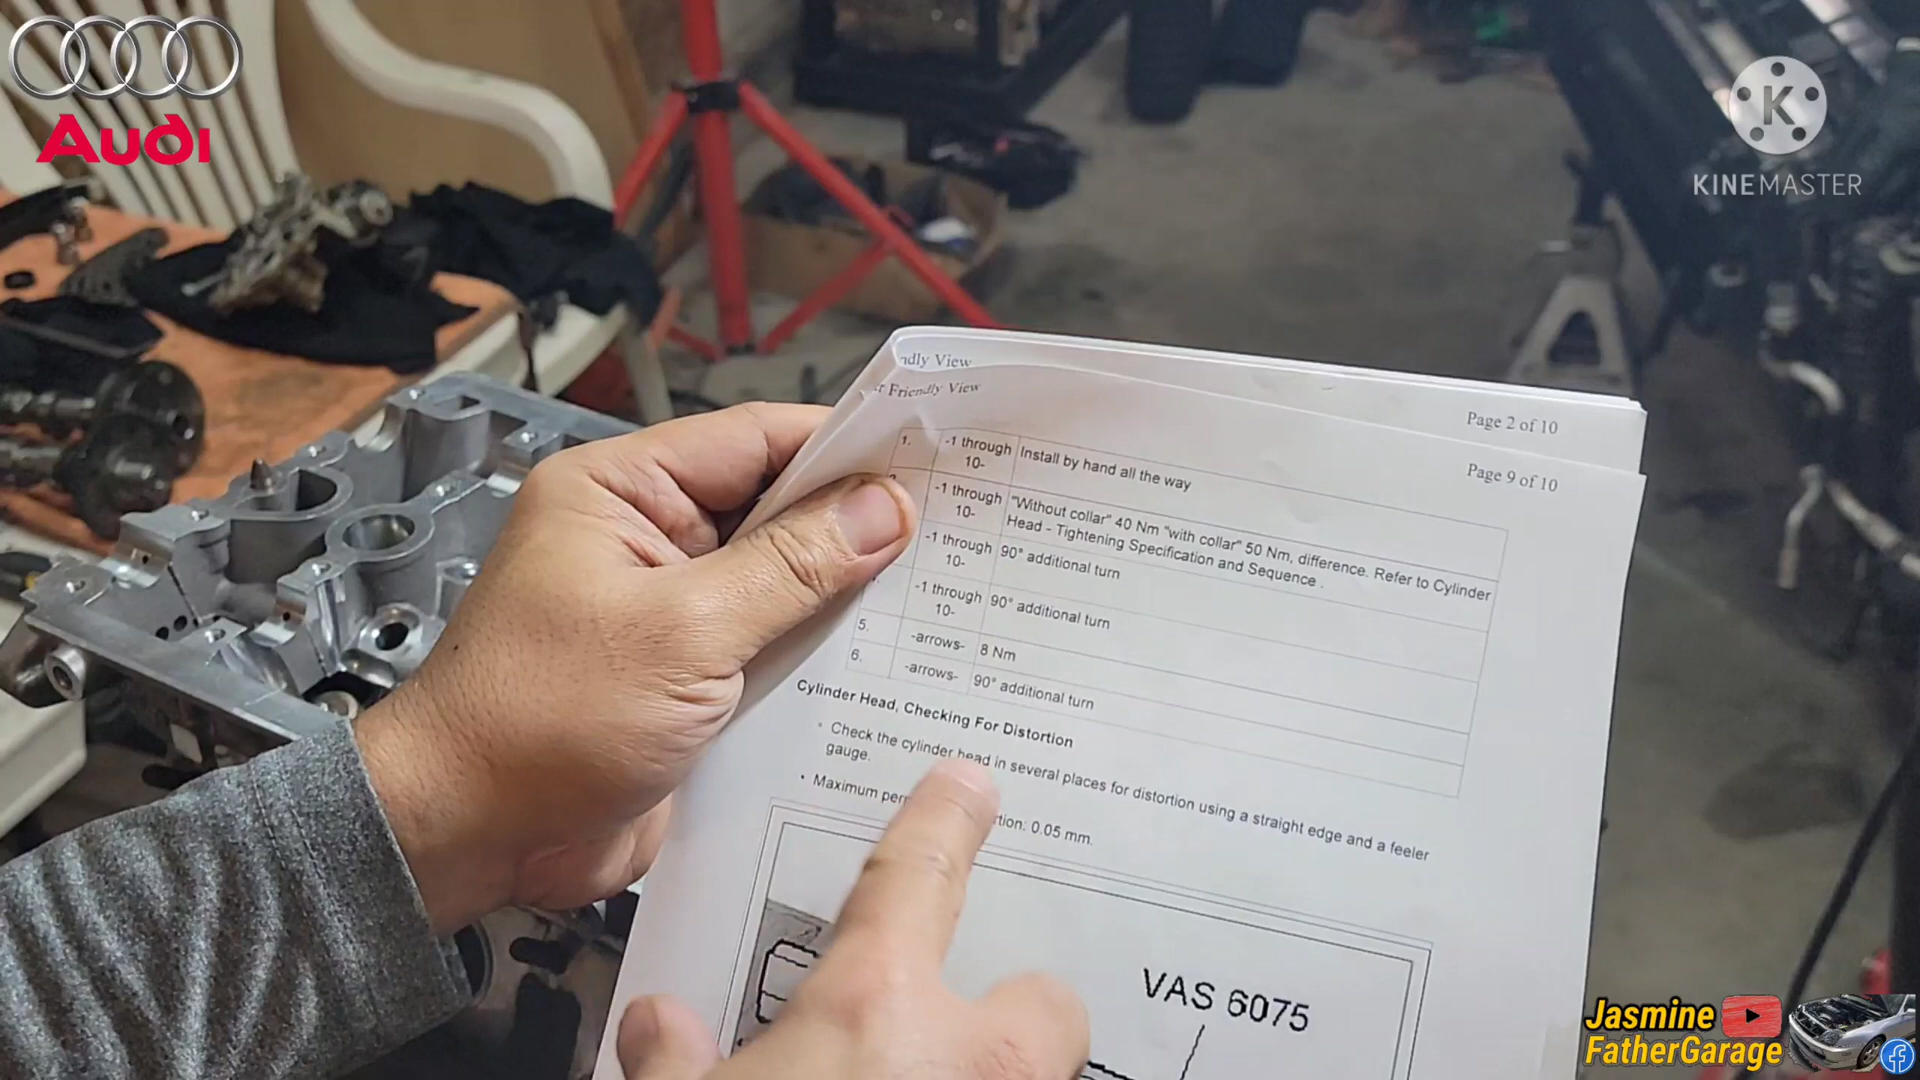 Audi
K
KINEMASTER
ndly View
r Friendly View
Page 2 of 10
Page 9 of 10
1. -1 through 10- Install by hand all the way
-1 through 10- "Without collar" 40 Nm "with collar" 50 Nm, difference. Refer to Cylinder
Head - Tightening Specification and Sequence .
-1 through 10- 90° additional turn
-1 through 10- 90° additional turn
5. -arrows- 8 Nm
6. -arrows- 90° additional turn
Cylinder Head, Checking For Distortion
• Check the cylinder head in several places for distortion using a straight edge and a feeler
gauge.
• Maximum per rtion: 0.05 mm.
VAS 6075
Jasmine
FatherGarage